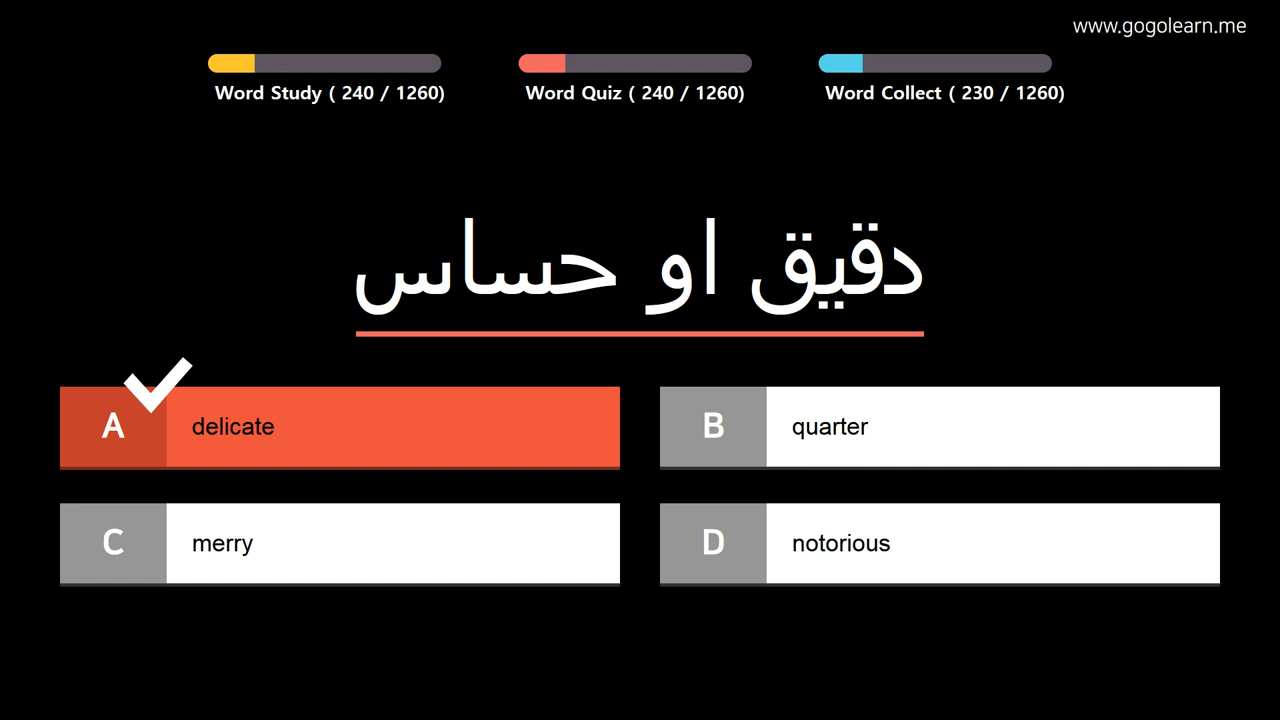 www.gogolearn.me
Word Study ( 240 / 1260)
Word Quiz ( 240 / 1260)
Word Collect ( 230 / 1260)
دقيق او حساس
A delicate
B quarter
C merry
D notorious